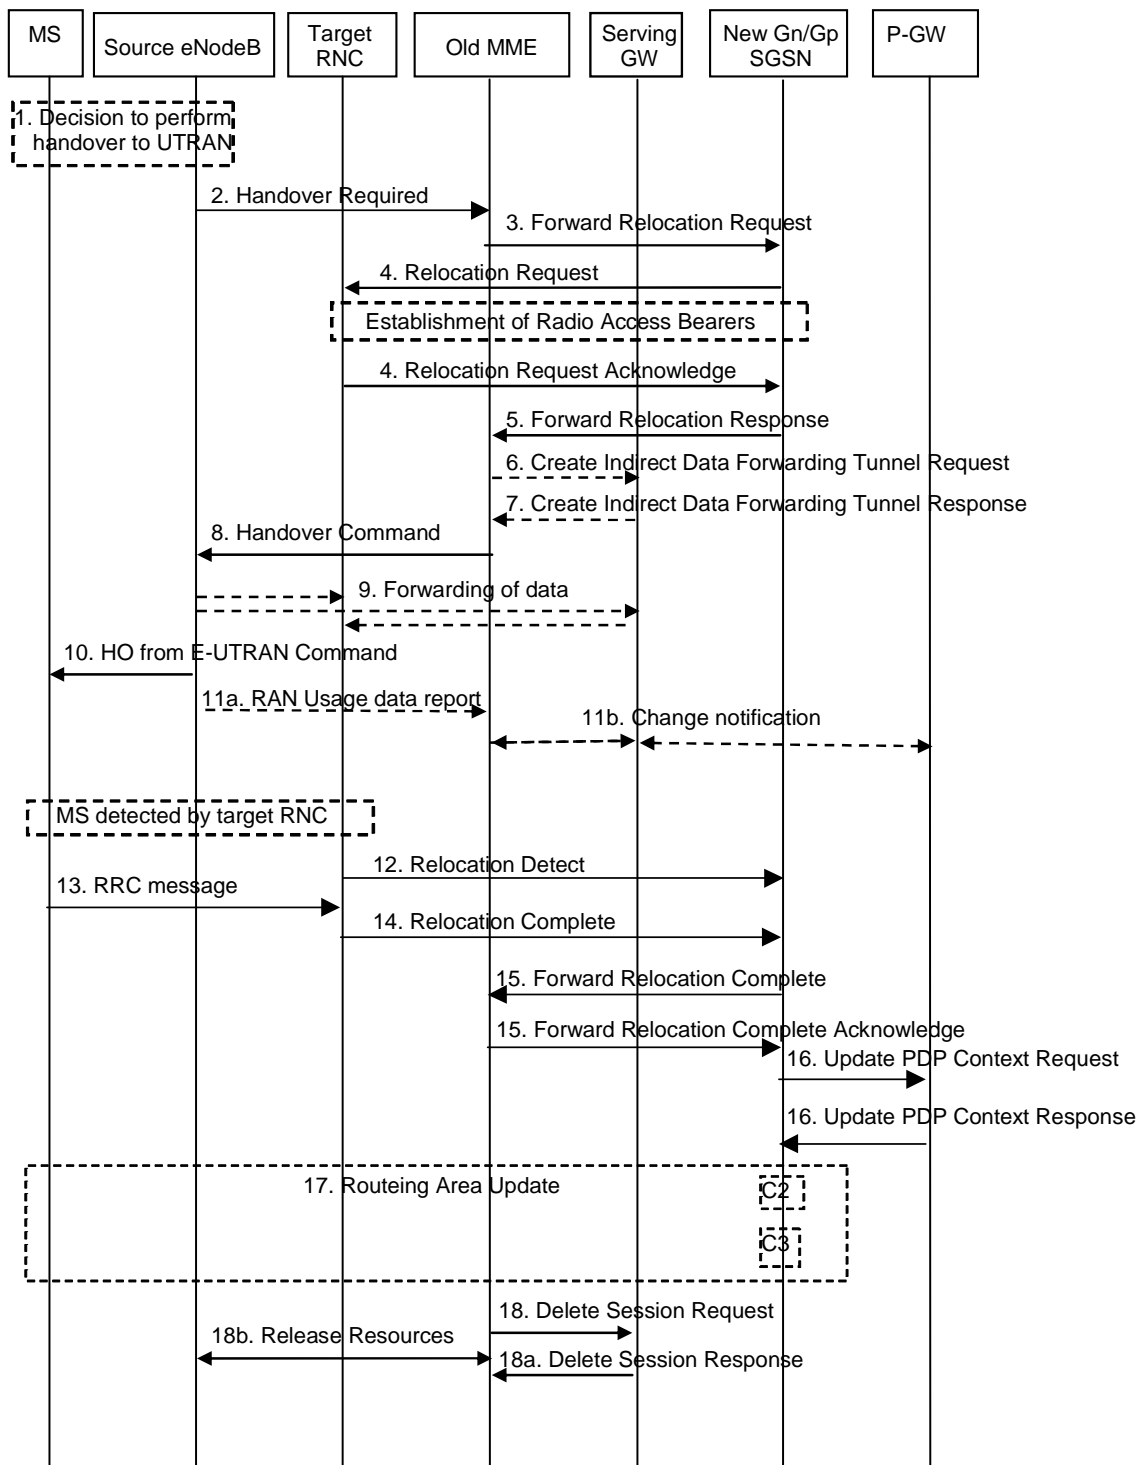 MS
Source eNodeB
Target
RNC
Old MME
Serving
GW
New Gn/Gp
SGSN
P-GW
1. Decision to perform
handover to UTRAN
2. Handover Required
3. Forward Relocation Request
4. Relocation Request
Establishment of Radio Access Bearers
4. Relocation Request Acknowledge
5. Forward Relocation Response
6. Create Indirect Data Forwarding Tunnel Request
7. Create Indirect Data Forwarding Tunnel Response
8. Handover Command
9. Forwarding of data
10. HO from E-UTRAN Command
11a. RAN Usage data report
11b. Change notification
MS detected by target RNC
12. Relocation Detect
13. RRC message
14. Relocation Complete
15. Forward Relocation Complete
15. Forward Relocation Complete Acknowledge
16. Update PDP Context Request
16. Update PDP Context Response
17. Routeing Area Update
C2
C3
18. Delete Session Request
18b. Release Resources
18a. Delete Session Response